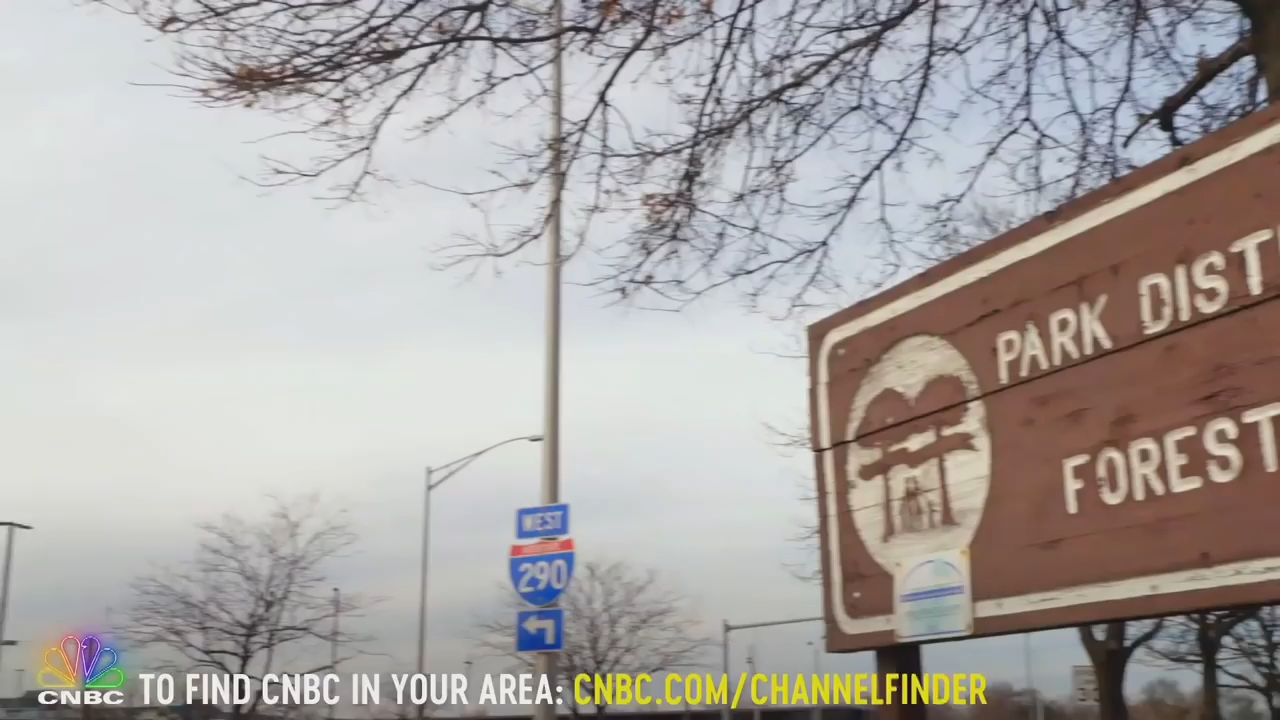 PARK DIST
FOREST
WEST
290
CNBC
TO FIND CNBC IN YOUR AREA: CNBC.COM/CHANNELFINDER